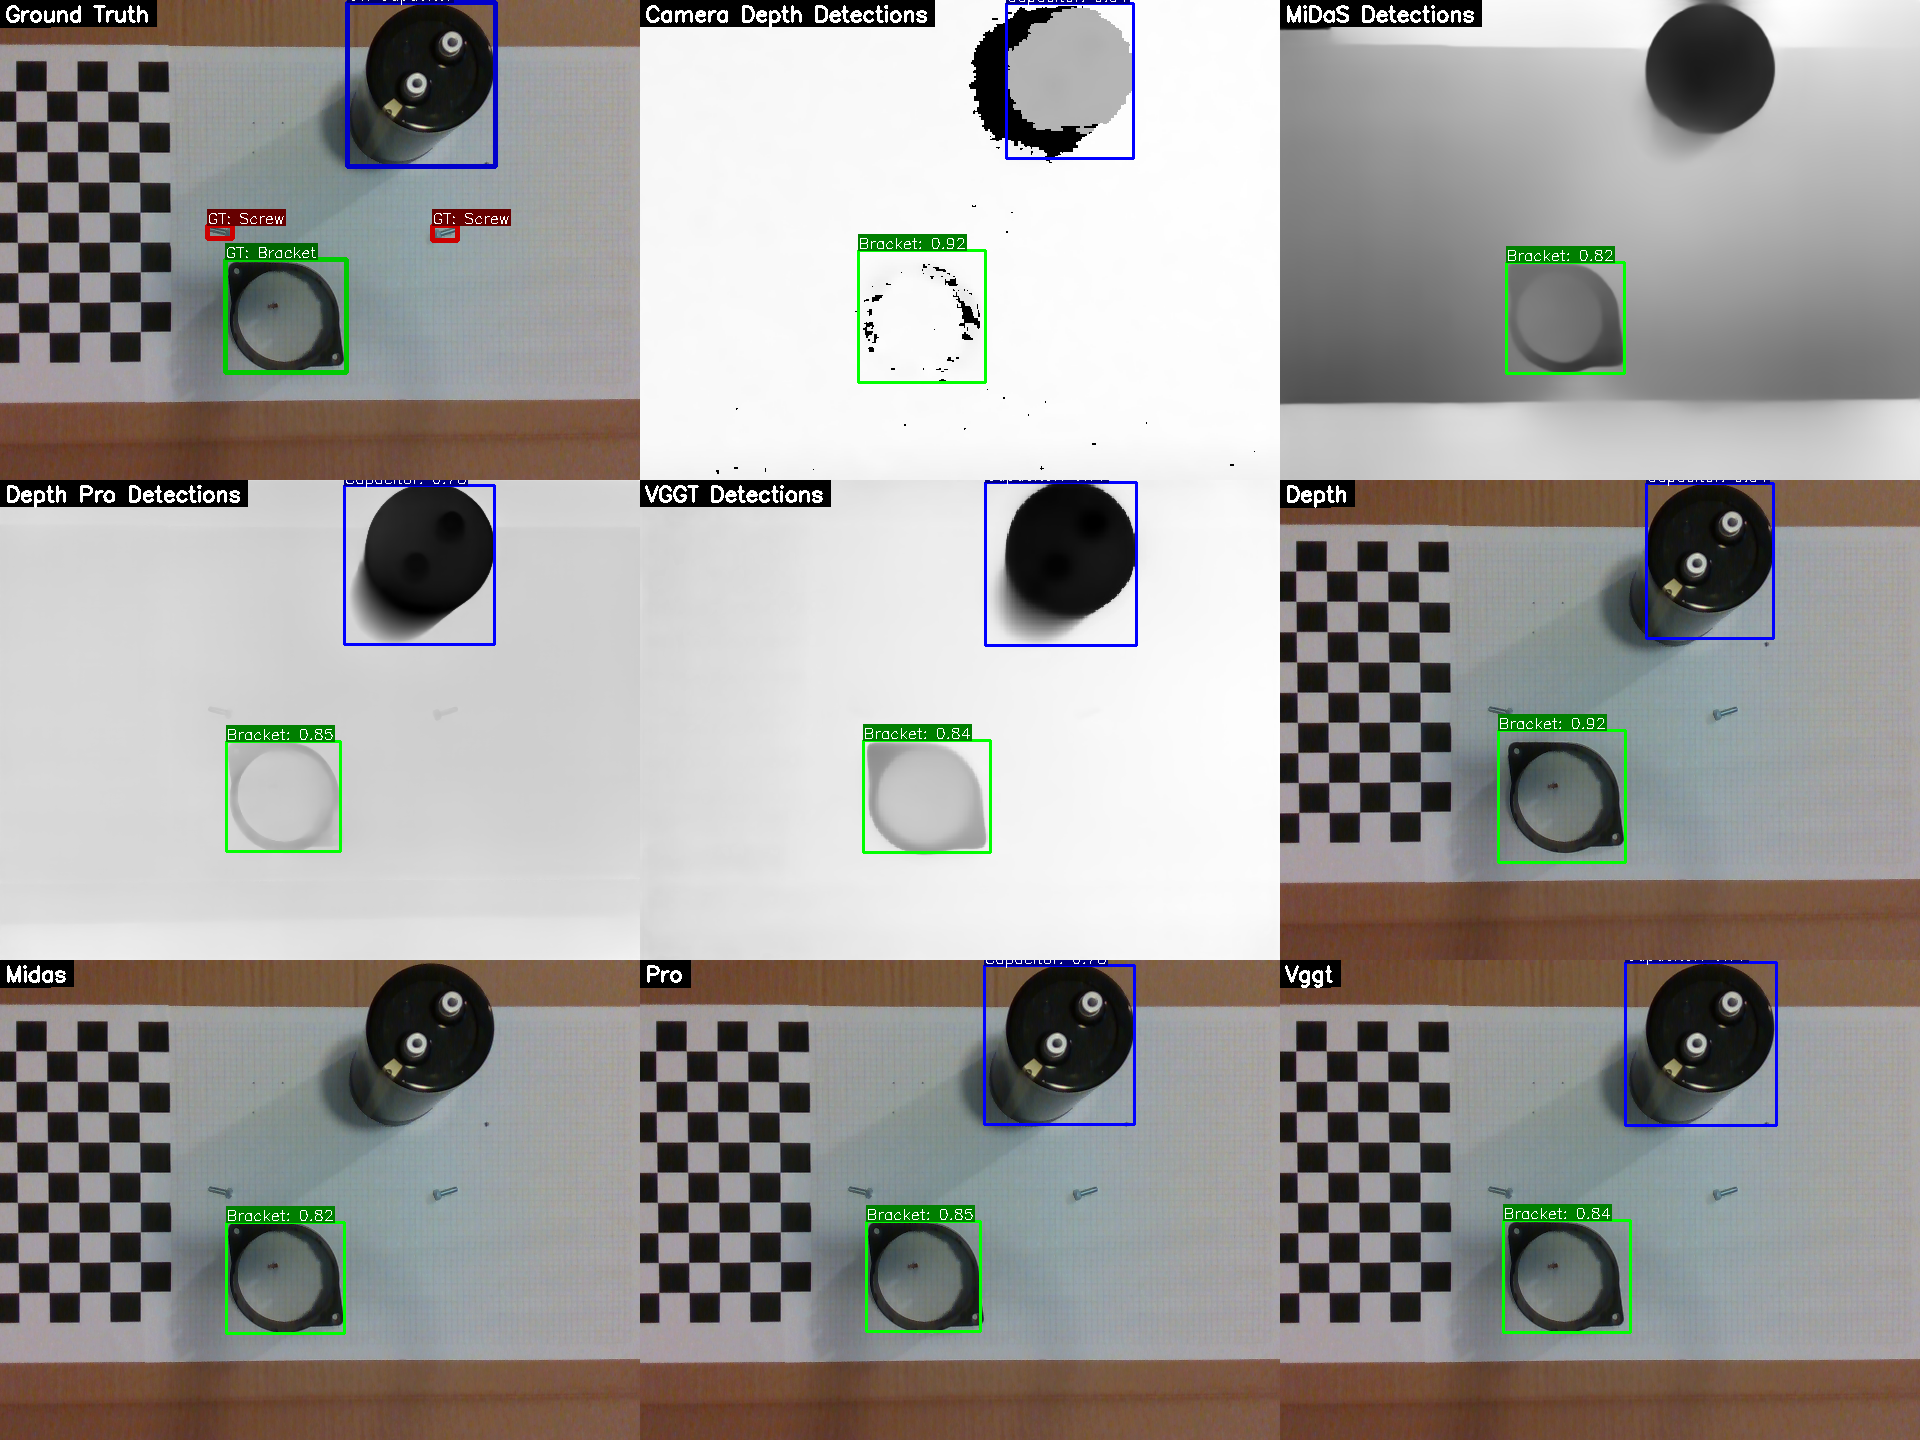 Ground Truth
GT: Screw
GT: Screw
GT: Bracket
Camera Depth Detections
Bracket: 0.92
MiDaS Detections
Bracket: 0.82
Depth Pro Detections
Bracket: 0.85
VGGT Detections
Bracket: 0.84
Depth
Bracket: 0.92
Midas
Bracket: 0.82
Pro
Bracket: 0.85
Vggt
Bracket: 0.84